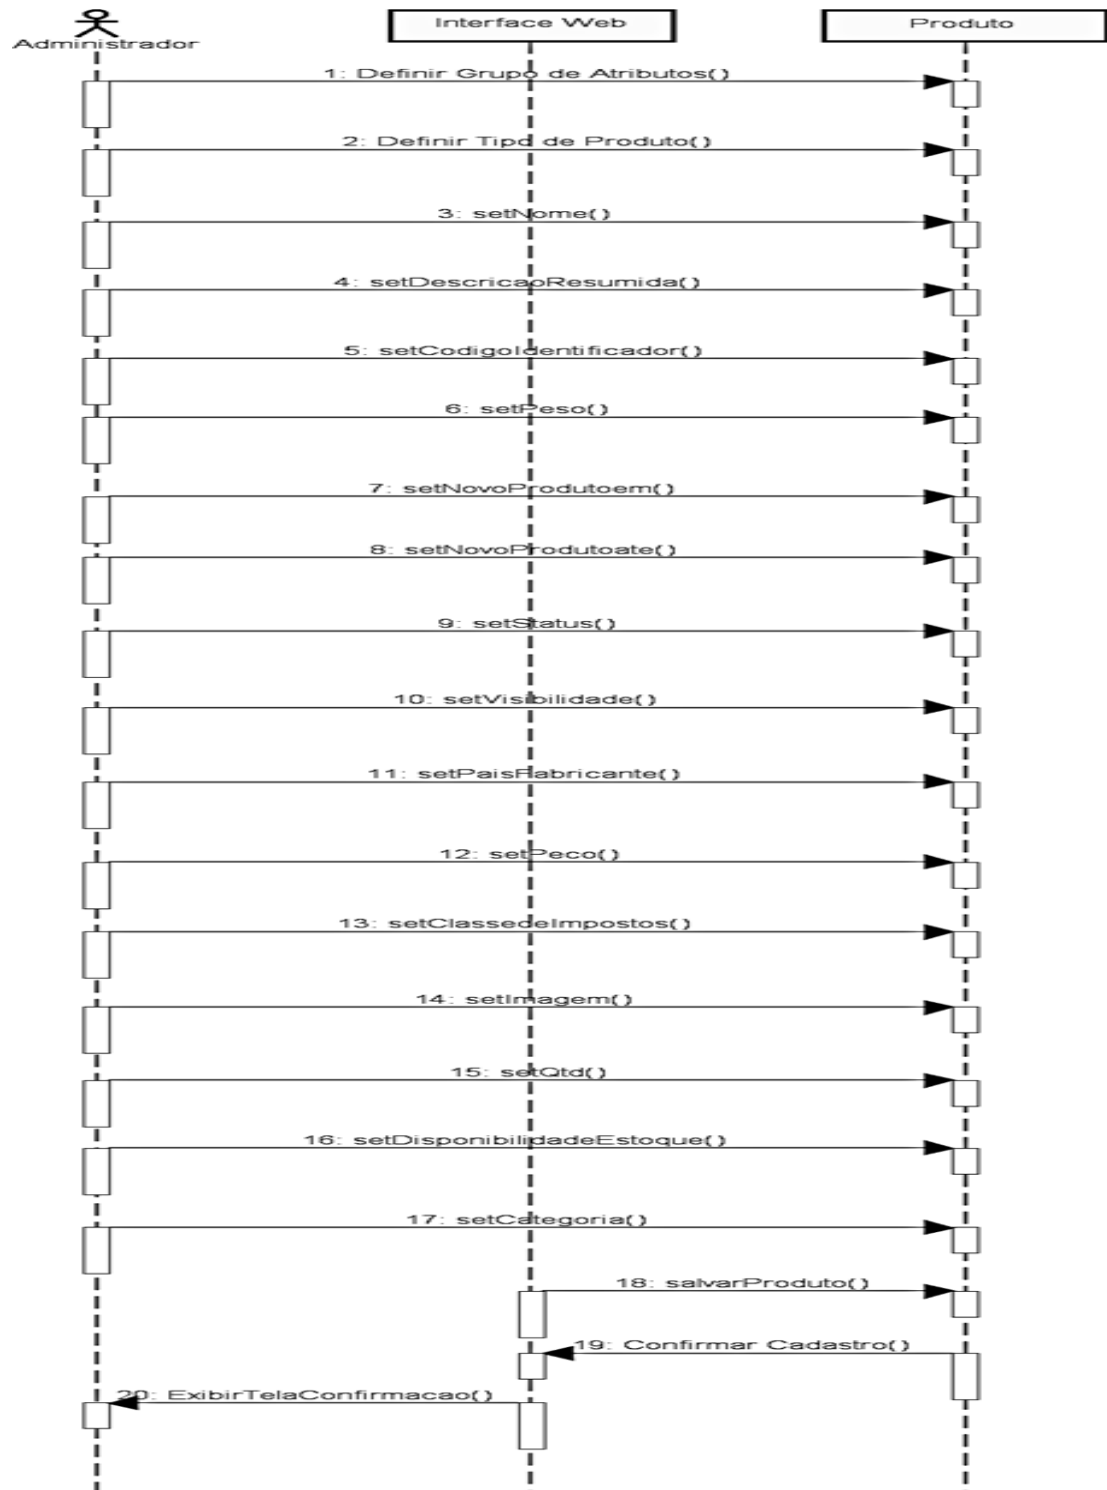 Administrador
Interface Web
Produto
1: Definir Grupo de Atributos()
2: Definir Tipo de Produto()
3: setNome()
4: setDescricaoResumida()
5: setCodigoIdentificador()
6: setPeso()
7: setNovoProdutoem()
8: setNovoProdutoate()
9: setStatus()
10: setVisibilidade()
11: setPaisFabricante()
12: setPeco()
13: setClassedeImpostos()
14: setImagem()
15: setQtd()
16: setDisponibilidadeEstoque()
17: setCategoria()
18: salvarProduto()
19: Confirmar Cadastro()
20: ExibirTelaConfirmacao()